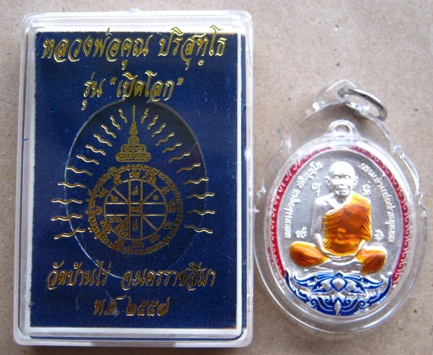 หลวงพ่อคูณ ปริสุทฺโธ
รุ่น "เปิดโลก"
วัดบ้านไร่ จ.นครราชสีมา
พ.ศ. ๒๕๕๗